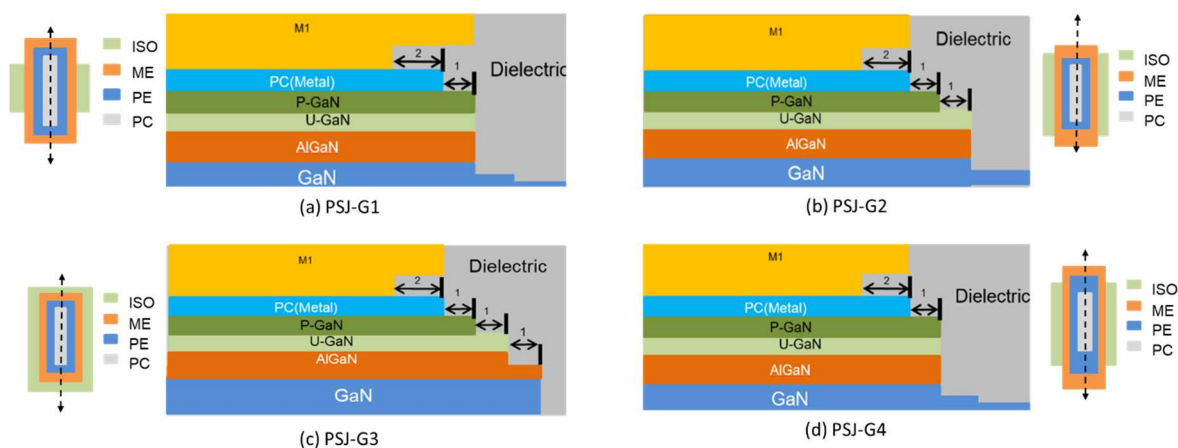 ISO
ME
PE
PC
M1
2
1
Dielectric
PC(Metal)
P-GaN
U-GaN
AlGaN
GaN
(a) PSJ-G1
M1
2
1
1
Dielectric
PC(Metal)
P-GaN
U-GaN
AlGaN
GaN
ISO
ME
PE
PC
(b) PSJ-G2
ISO
ME
PE
PC
M1
2
1
1
1
Dielectric
PC(Metal)
P-GaN
U-GaN
AlGaN
GaN
(c) PSJ-G3
M1
2
1
Dielectric
PC(Metal)
P-GaN
U-GaN
AlGaN
GaN
ISO
ME
PE
PC
(d) PSJ-G4